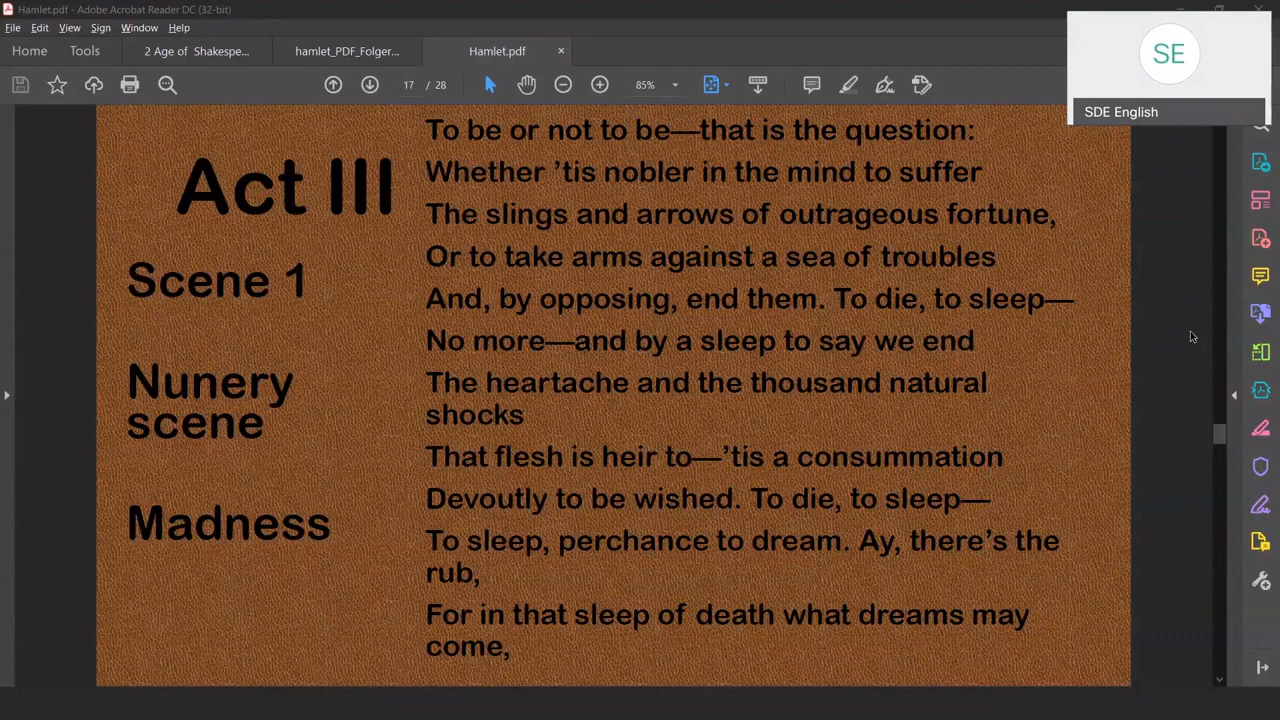 Hamlet.pdf - Adobe Acrobat Reader DC (32-bit)
File Edit View Sign Window Help
Home Tools 2 Age of Shakespe... hamlet_PDF_Folger... Hamlet.pdf ×
17 / 28 85%
SE
SDE English
Act III
Scene 1
Nunery
scene
Madness
To be or not to be—that is the question:
Whether ’tis nobler in the mind to suffer
The slings and arrows of outrageous fortune,
Or to take arms against a sea of troubles
And, by opposing, end them. To die, to sleep—
No more—and by a sleep to say we end
The heartache and the thousand natural
shocks
That flesh is heir to—’tis a consummation
Devoutly to be wished. To die, to sleep—
To sleep, perchance to dream. Ay, there’s the
rub,
For in that sleep of death what dreams may
come,